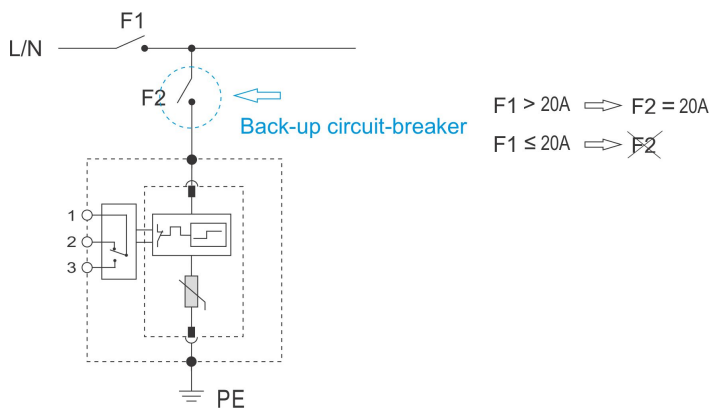 F1
L/N
F2
Back-up circuit-breaker
F1 > 20A ⇨ F2 = 20A
F1 ≤ 20A ⇨ F2
1
2
3
PE